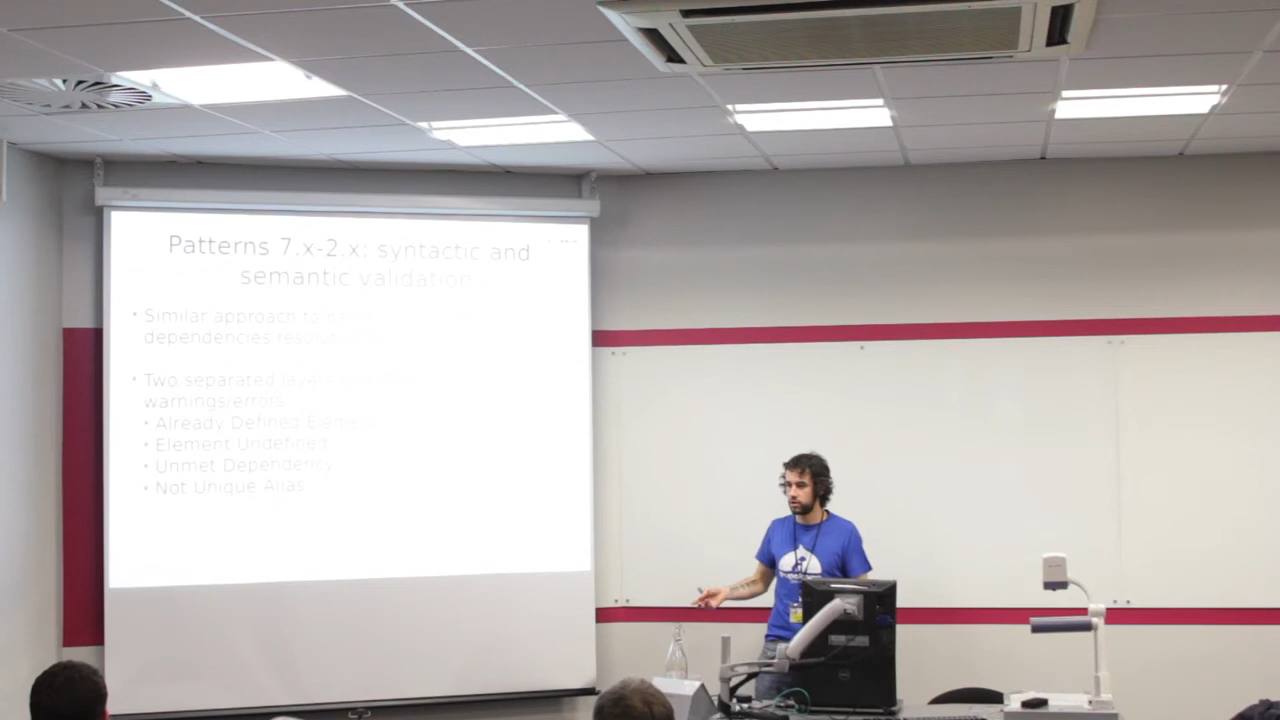 Patterns 7.x-2.x: syntactic and
semantic validation
• Similar approach to
dependencies resolution
• Two separated layers
warnings/errors
• Already Defined Element
• Element Undefined
• Unmet Dependency
• Not Unique Alias
DELL